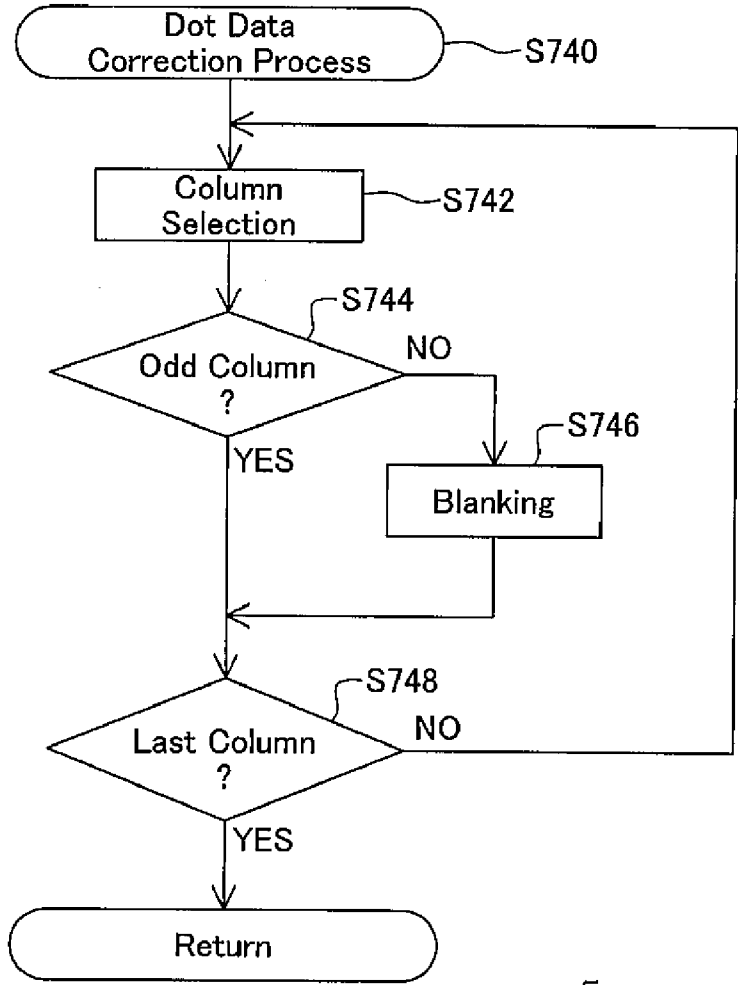 Dot Data
Correction Process
S740
Column
Selection
S742
S744
Odd Column
?
NO
YES
S746
Blanking
S748
Last Column
?
NO
YES
Return